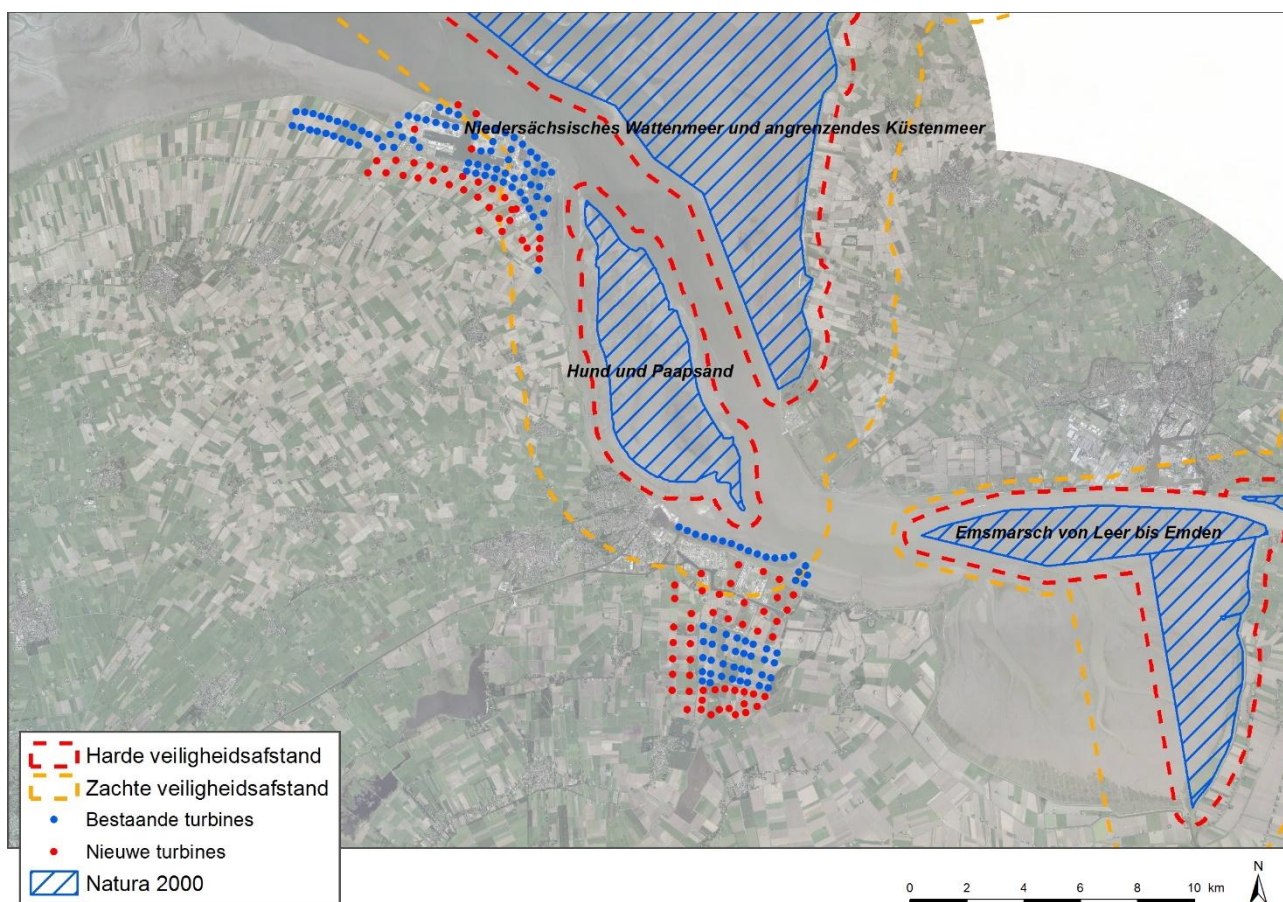 Niedersächsisches Wattenmeer und angrenzendes Küstenmeer
Hund und Paapsand
Emsmarsch von Leer bis Emden
Harde veiligheidsafstand
Zachte veiligheidsafstand
Bestaande turbines
Nieuwe turbines
Natura 2000
N
0 2 4 6 8 10 km